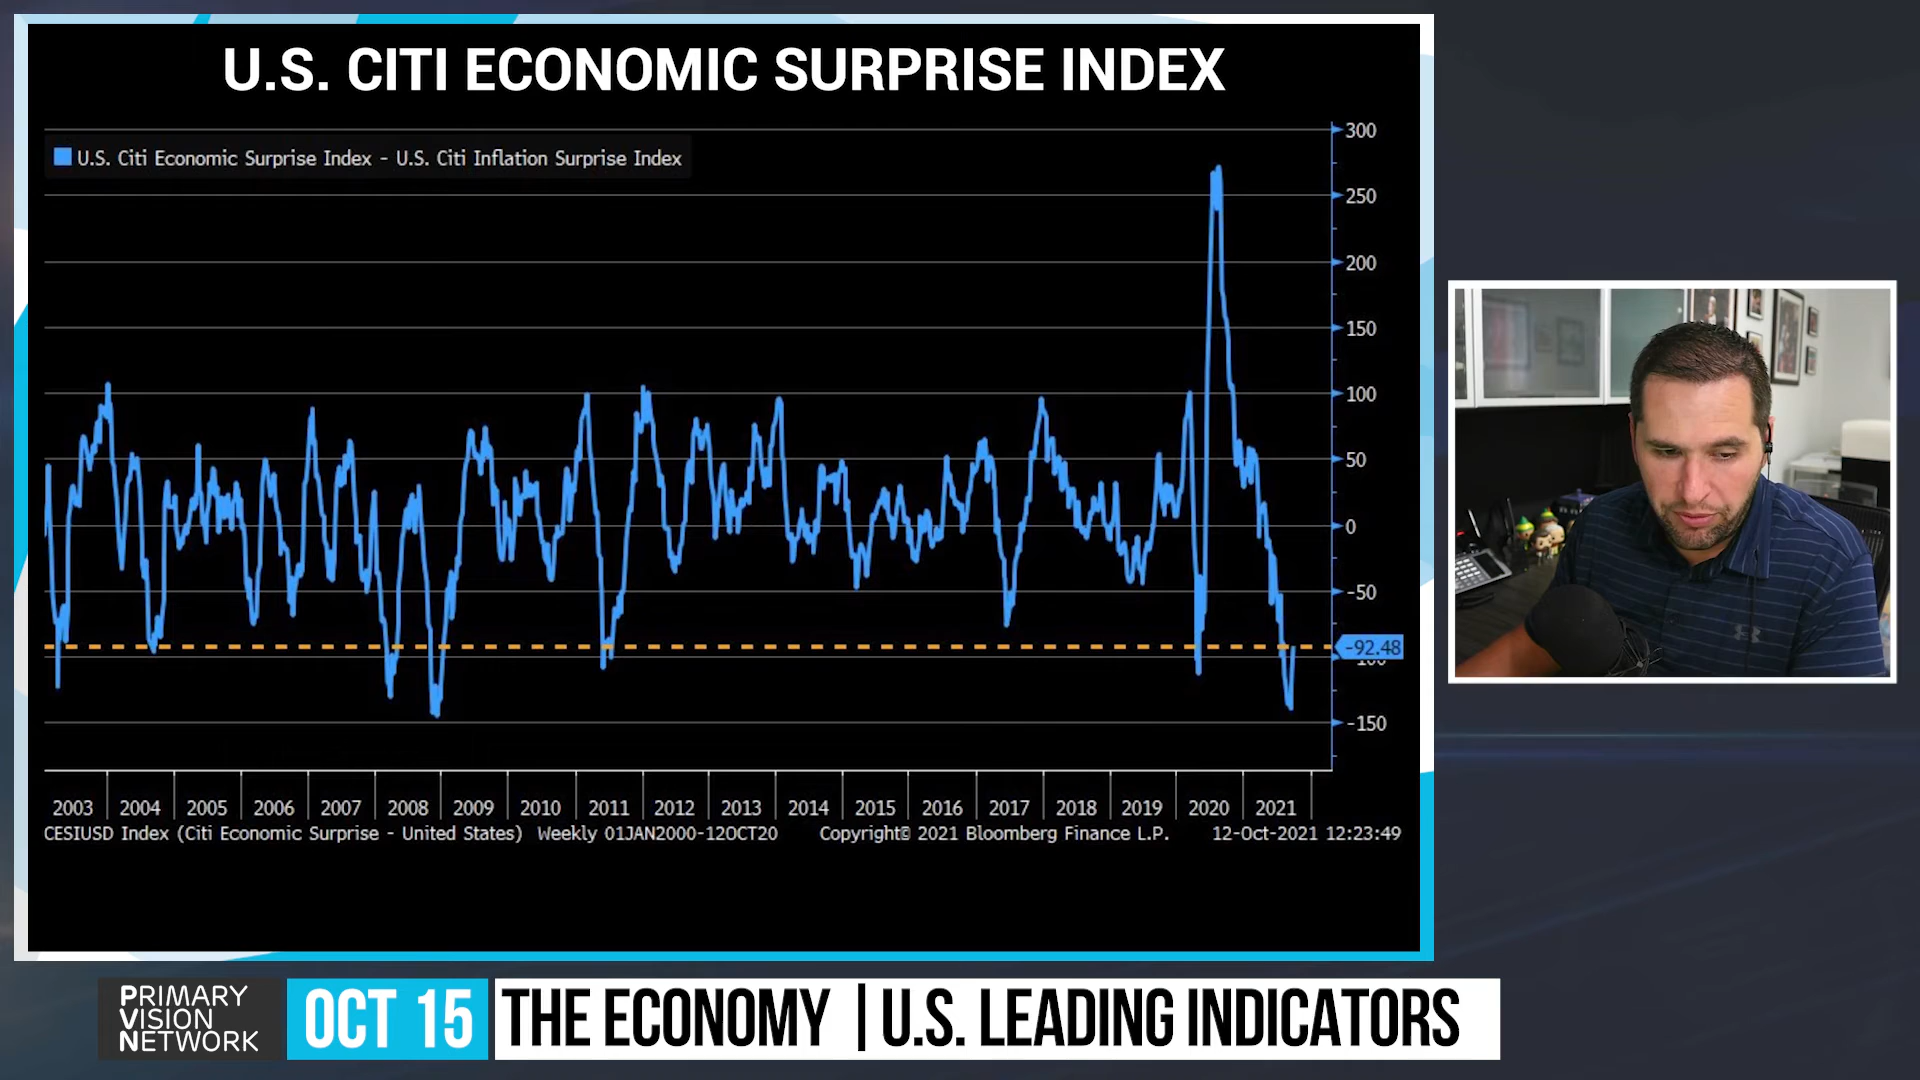 U.S. CITI ECONOMIC SURPRISE INDEX
U.S. Citi Economic Surprise Index - U.S. Citi Inflation Surprise Index
300
250
200
150
100
50
0
-50
-92.48
-150
2003 2004 2005 2006 2007 2008 2009 2010 2011 2012 2013 2014 2015 2016 2017 2018 2019 2020 2021
CESIUSD Index (Citi Economic Surprise - United States) Weekly 01JAN2000-12OCT20 Copyright© 2021 Bloomberg Finance L.P. 12-Oct-2021 12:23:49
PRIMARY
VISION
NETWORK
OCT 15
THE ECONOMY | U.S. LEADING INDICATORS